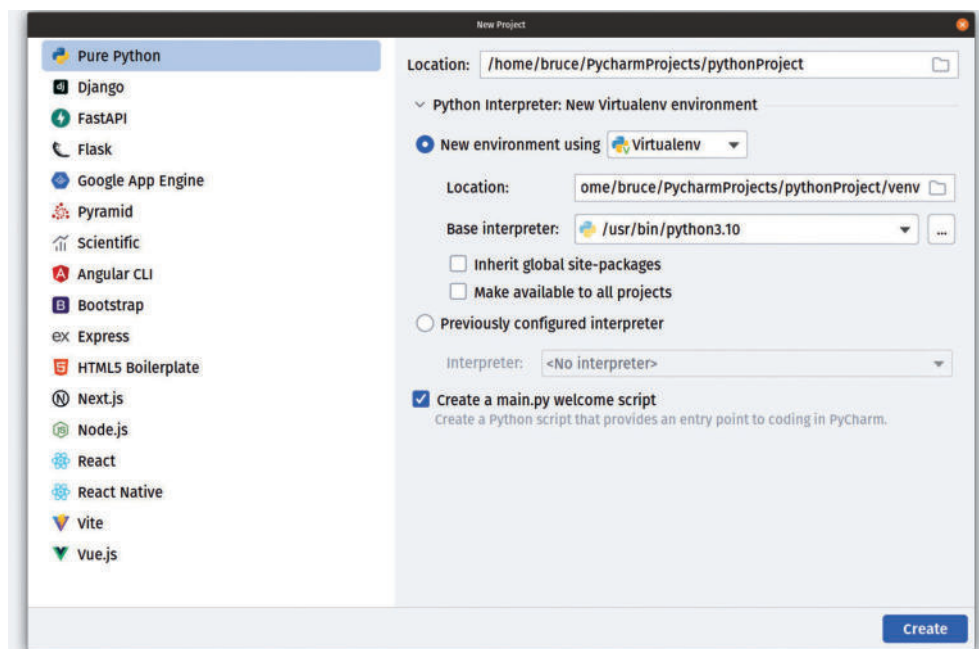 New Project
Pure Python
Django
FastAPI
Flask
Google App Engine
Pyramid
Scientific
Angular CLI
Bootstrap
Express
HTML5 Boilerplate
Next.js
Node.js
React
React Native
Vite
Vue.js
Location: /home/bruce/PycharmProjects/pythonProject
Python Interpreter: New Virtualenv environment
New environment using Virtualenv
Location: ome/bruce/PycharmProjects/pythonProject/venv
Base interpreter: /usr/bin/python3.10 ...
Inherit global site-packages
Make available to all projects
Previously configured interpreter
Interpreter: <No interpreter>
Create a main.py welcome script
Create a Python script that provides an entry point to coding in PyCharm.
Create